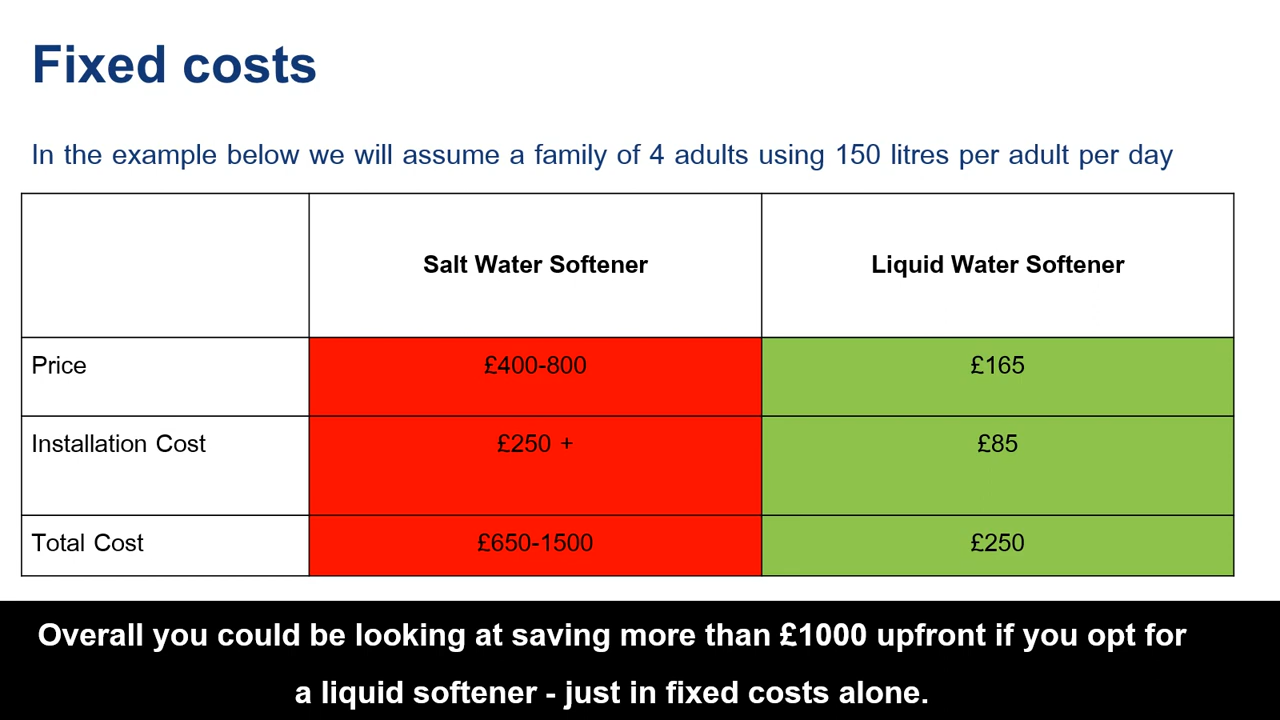 Fixed costs
In the example below we will assume a family of 4 adults using 150 litres per adult per day
Salt Water Softener
Liquid Water Softener
Price
£400-800
£165
Installation Cost
£250 +
£85
Total Cost
£650-1500
£250
Overall you could be looking at saving more than £1000 upfront if you opt for
a liquid softener - just in fixed costs alone.